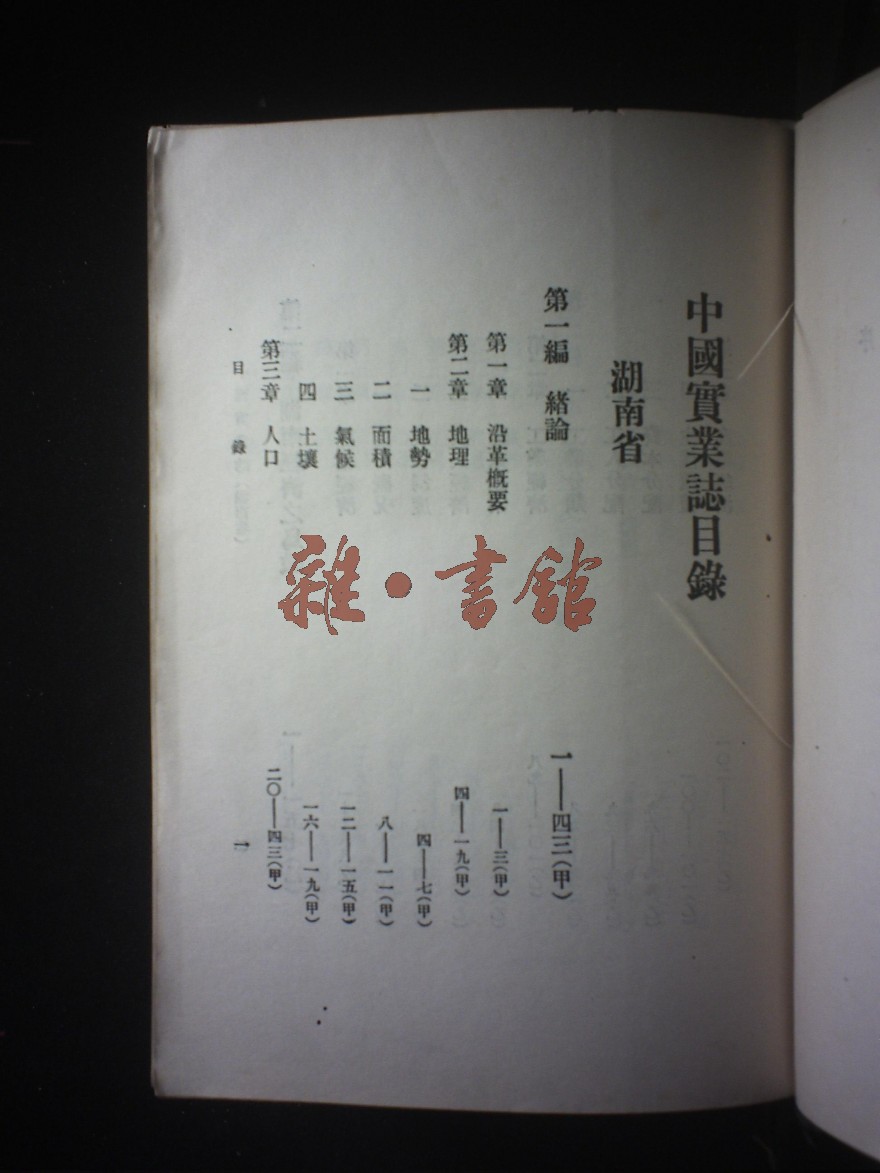 中國實業誌目錄
湖南省
第一編 緒論 一——四三(甲)
第一章 沿革概要 一——三(甲)
第二章 地理 四——一九(甲)
一 地勢 四——七(甲)
二 面積 八——一一(甲)
三 氣候 一二——一五(甲)
四 土壤 一六——一九(甲)
第三章 人口 二〇——四三(甲)
目錄 一
雜·書館